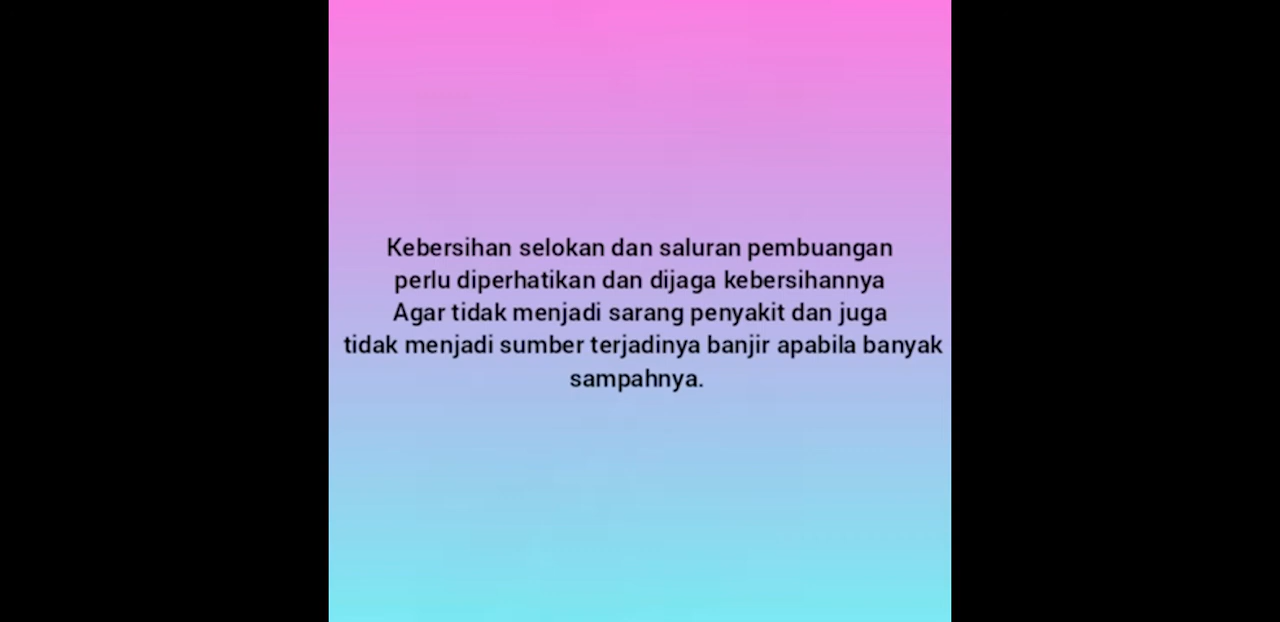 Kebersihan selokan dan saluran pembuangan
perlu diperhatikan dan dijaga kebersihannya
Agar tidak menjadi sarang penyakit dan juga
tidak menjadi sumber terjadinya banjir apabila banyak
sampahnya.